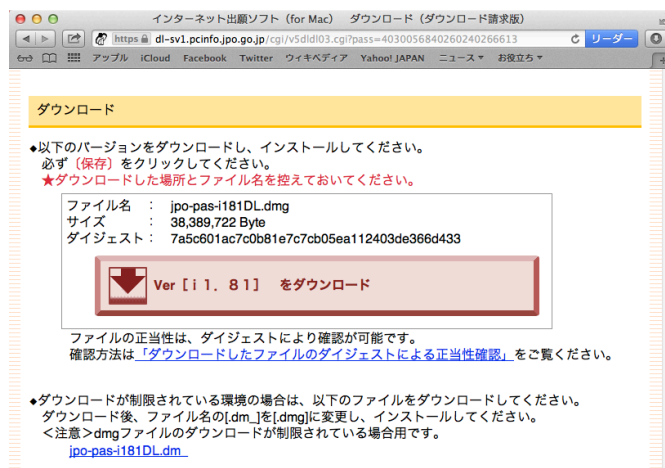 インターネット出願ソフト（for Mac） ダウンロード（ダウンロード請求版）
https dl-sv1.pcinfo.jpo.go.jp/cgi/v5dldl03.cgi?pass=4030056840260240266613 リーダー
アップル iCloud Facebook Twitter ウィキペディア Yahoo! JAPAN ニュース▼ お役立ち▼
ダウンロード
◆以下のバージョンをダウンロードし、インストールしてください。
必ず〔保存〕をクリックしてください。
★ダウンロードした場所とファイル名を控えておいてください。
ファイル名 ： jpo-pas-i181DL.dmg
サイズ ： 38,389,722 Byte
ダイジェスト： 7a5c601ac7c0b81e7c7cb05ea112403de366d433
Ver［ｉ１．８１］ をダウンロード
ファイルの正当性は、ダイジェストにより確認が可能です。
確認方法は「ダウンロードしたファイルのダイジェストによる正当性確認」をご覧ください。
◆ダウンロードが制限されている環境の場合は、以下のファイルをダウンロードしてください。
ダウンロード後、ファイル名の[.dm_]を[.dmg]に変更し、インストールしてください。
＜注意＞dmgファイルのダウンロードが制限されている場合用です。
jpo-pas-i181DL.dm_